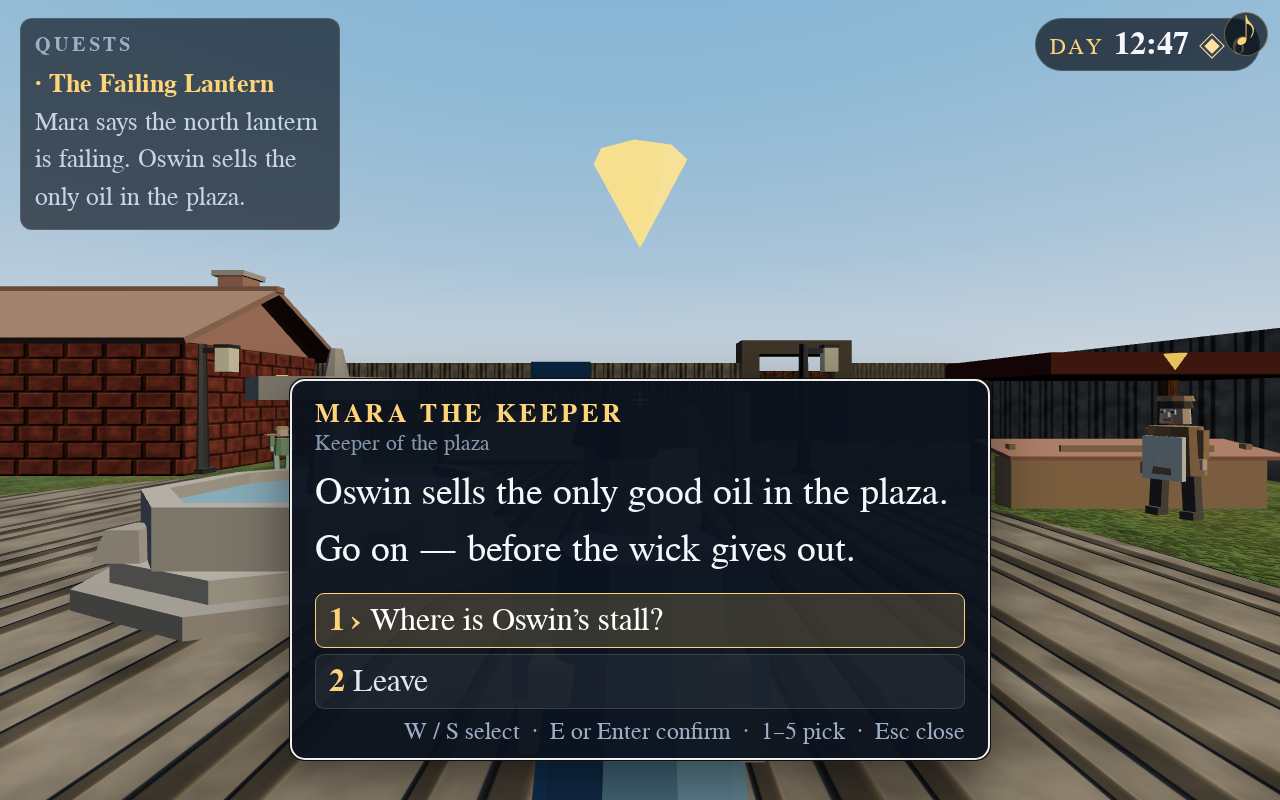 QUESTS
· The Failing Lantern
Mara says the north lantern
is failing. Oswin sells the
only oil in the plaza.
DAY 12:47
MARA THE KEEPER
Keeper of the plaza
Oswin sells the only good oil in the plaza.
Go on — before the wick gives out.
1 › Where is Oswin’s stall?
2 Leave
W / S select · E or Enter confirm · 1–5 pick · Esc close